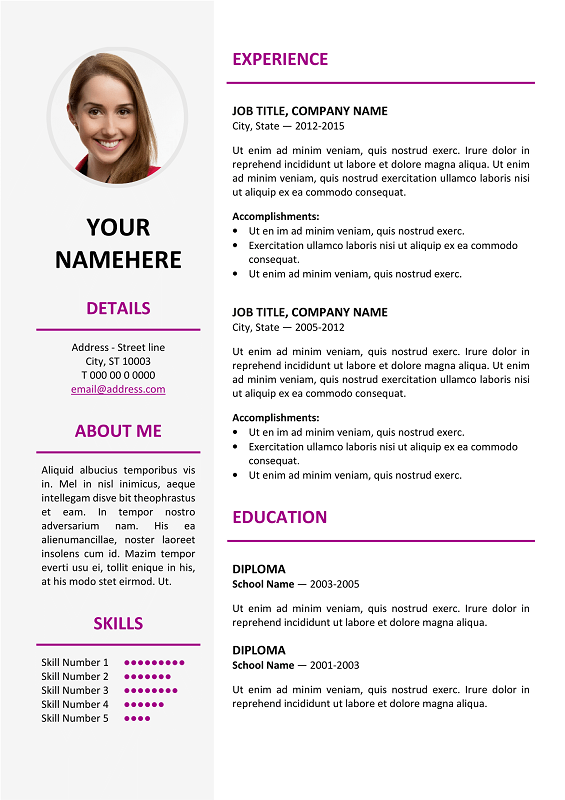 YOUR
NAMEHERE
DETAILS
Address - Street line
City, ST 10003
T 000 00 0 0000
email@address.com
ABOUT ME
Aliquid albucius temporibus vis
in. Mel in nisl inimicus, aeque
intellegam disve bit theophrastus
et eam. In tempor nostro
adversarium nam. His ea
alienumancillae, noster laoreet
insolens cum id. Mazim tempor
everti usu ei, tollit enique in his,
at his modo stet eirmod. Ut.
SKILLS
Skill Number 1
Skill Number 2
Skill Number 3
Skill Number 4
Skill Number 5
EXPERIENCE
JOB TITLE, COMPANY NAME
City, State — 2012-2015
Ut enim ad minim veniam, quis nostrud exerc. Irure dolor in
reprehend incididunt ut labore et dolore magna aliqua. Ut enim
ad minim veniam, quis nostrud exercitation ullamco laboris nisi
ut aliquip ex ea commodo consequat.
Accomplishments:
• Ut en im ad minim veniam, quis nostrud exerc.
• Exercitation ullamco laboris nisi ut aliquip ex ea commodo
consequat.
• Ut enim ad minim veniam, quis nostrud exerc.
JOB TITLE, COMPANY NAME
City, State — 2005-2012
Ut enim ad minim veniam, quis nostrud exerc. Irure dolor in
reprehend incididunt ut labore et dolore magna aliqua. Ut enim
ad minim veniam, quis nostrud exercitation ullamco laboris nisi
ut aliquip ex ea commodo consequat.
Accomplishments:
• Ut en im ad minim veniam, quis nostrud exerc.
• Exercitation ullamco laboris nisi ut aliquip ex ea commodo
consequat.
• Ut enim ad minim veniam, quis nostrud exerc.
EDUCATION
DIPLOMA
School Name — 2003-2005
Ut enim ad minim veniam, quis nostrud exerc. Irure dolor in
reprehend incididunt ut labore et dolore magna aliqua.
DIPLOMA
School Name — 2001-2003
Ut enim ad minim veniam, quis nostrud exerc. Irure dolor in
reprehend incididunt ut labore et dolore magna aliqua.